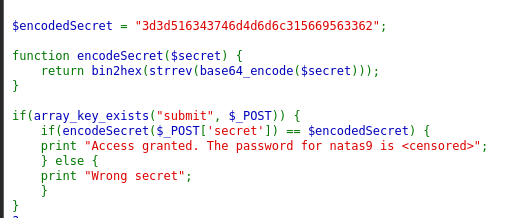 $encodedSecret = "3d3d516343746d4d6d6c315669563362";
function encodeSecret($secret) {
return bin2hex(strrev(base64_encode($secret)));
}
if(array_key_exists("submit", $_POST)) {
if(encodeSecret($_POST['secret']) == $encodedSecret) {
print "Access granted. The password for natas9 is <censored>";
} else {
print "Wrong secret";
}
}